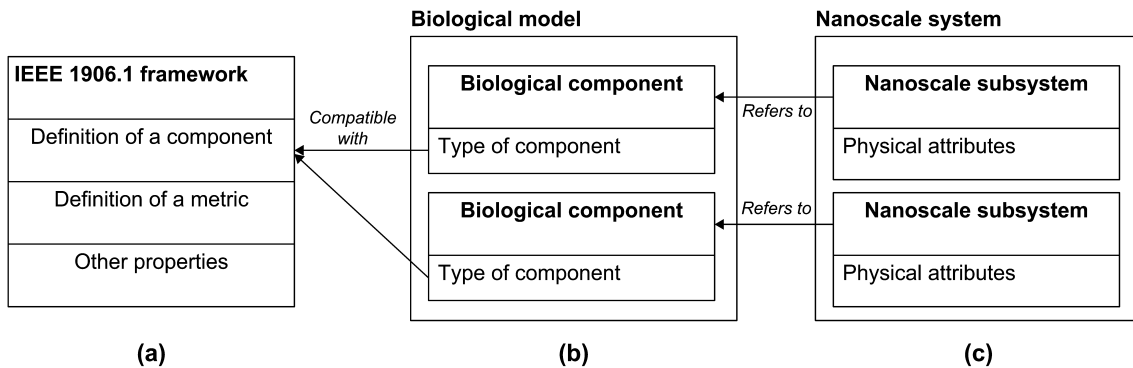 IEEE 1906.1 framework
Definition of a component
Definition of a metric
Other properties
(a)
Compatible
with
Biological model
Biological component
Type of component
Biological component
Type of component
(b)
Refers to
Refers to
Nanoscale system
Nanoscale subsystem
Physical attributes
Nanoscale subsystem
Physical attributes
(c)